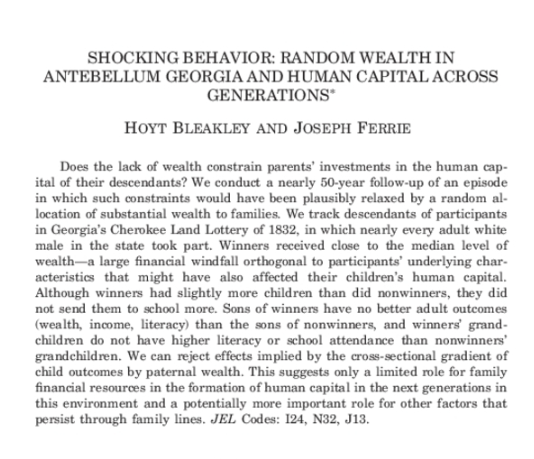 SHOCKING BEHAVIOR: RANDOM WEALTH IN
ANTEBELLUM GEORGIA AND HUMAN CAPITAL ACROSS
GENERATIONS*
HOYT BLEAKLEY AND JOSEPH FERRIE
Does the lack of wealth constrain parents' investments in the human cap-
ital of their descendants? We conduct a nearly 50-year follow-up of an episode
in which such constraints would have been plausibly relaxed by a random al-
location of substantial wealth to families. We track descendants of participants
in Georgia's Cherokee Land Lottery of 1832, in which nearly every adult white
male in the state took part. Winners received close to the median level of
wealth—a large financial windfall orthogonal to participants' underlying char-
acteristics that might have also affected their children's human capital.
Although winners had slightly more children than did nonwinners, they did
not send them to school more. Sons of winners have no better adult outcomes
(wealth, income, literacy) than the sons of nonwinners, and winners' grand-
children do not have higher literacy or school attendance than nonwinners'
grandchildren. We can reject effects implied by the cross-sectional gradient of
child outcomes by paternal wealth. This suggests only a limited role for family
financial resources in the formation of human capital in the next generations in
this environment and a potentially more important role for other factors that
persist through family lines. JEL Codes: I24, N32, J13.